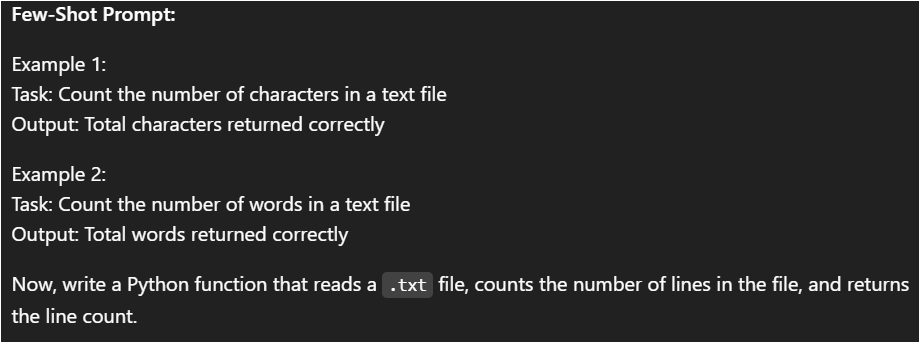 Few-Shot Prompt:
Example 1:
Task: Count the number of characters in a text file
Output: Total characters returned correctly
Example 2:
Task: Count the number of words in a text file
Output: Total words returned correctly
Now, write a Python function that reads a .txt file, counts the number of lines in the file, and returns
the line count.